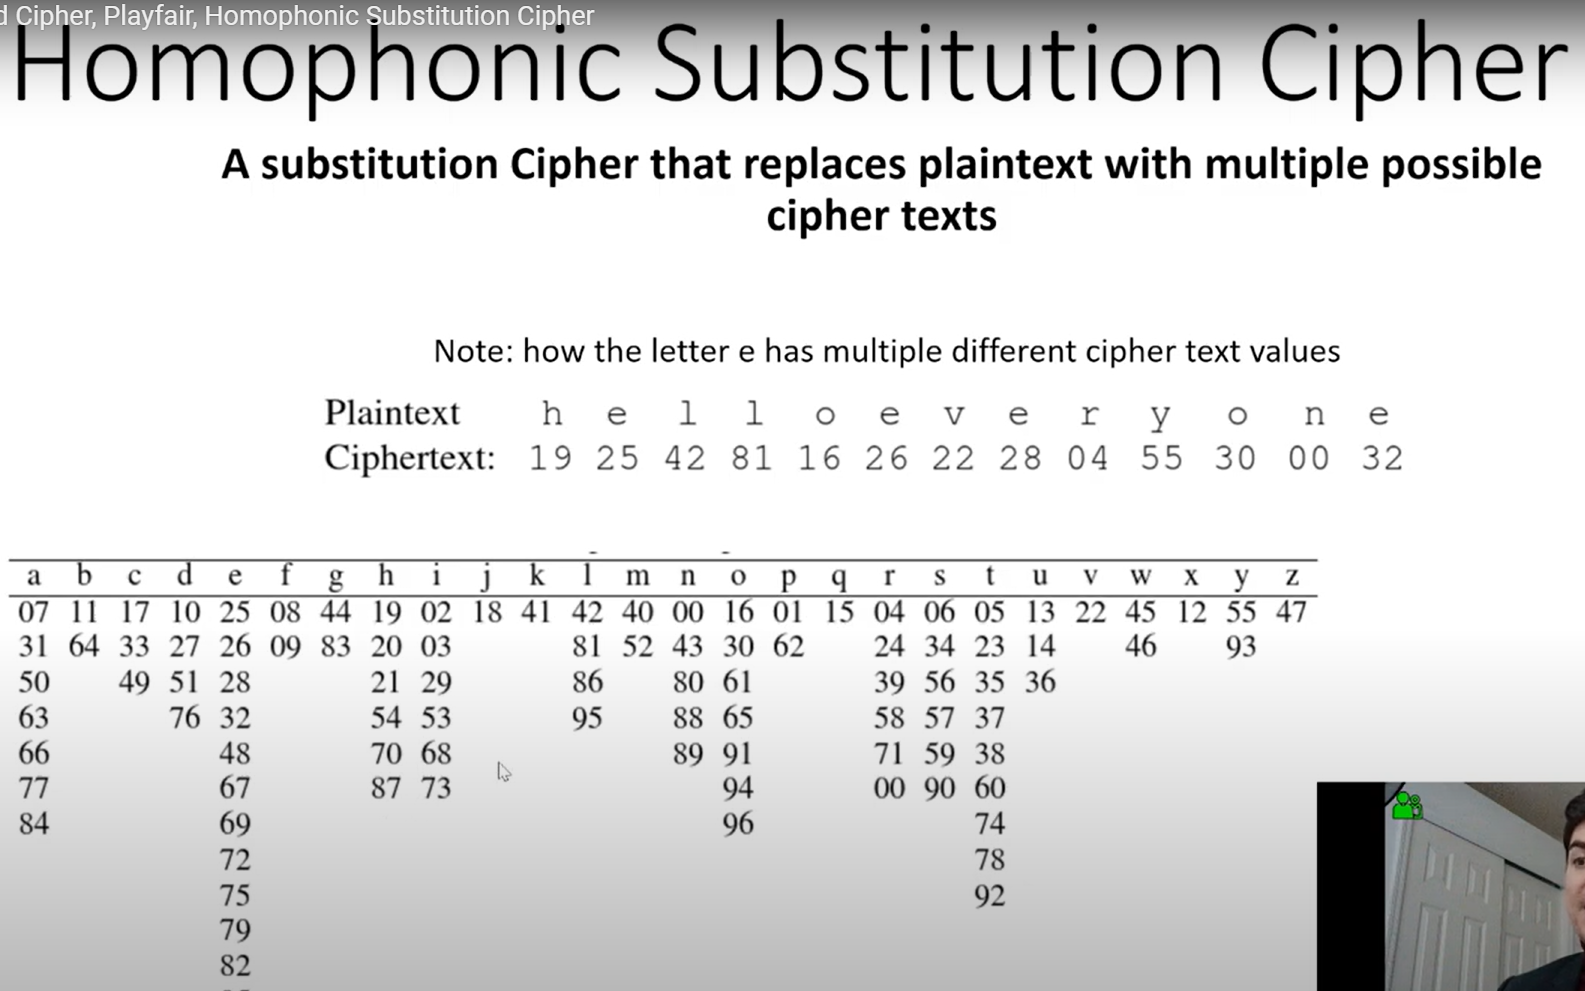 d Cipher, Playfair, Homophonic Substitution Cipher
Homophonic Substitution Cipher
A substitution Cipher that replaces plaintext with multiple possible
cipher texts
Note: how the letter e has multiple different cipher text values
Plaintext h e l l o e v e r y o n e
Ciphertext: 19 25 42 81 16 26 22 28 04 55 30 00 32
a b c d e f g h i j k l m n o p q r s t u v w x y z
07 11 17 10 25 08 44 19 02 18 41 42 40 00 16 01 15 04 06 05 13 22 45 12 55 47
31 64 33 27 26 09 83 20 03 81 52 43 30 62 24 34 23 14 46 93
50 49 51 28 21 29 86 80 61 39 56 35 36
63 76 32 54 53 95 88 65 58 57 37
66 48 70 68 89 91 71 59 38
77 67 87 73 94 00 90 60
84 69 96 74
72 78
75 92
79
82